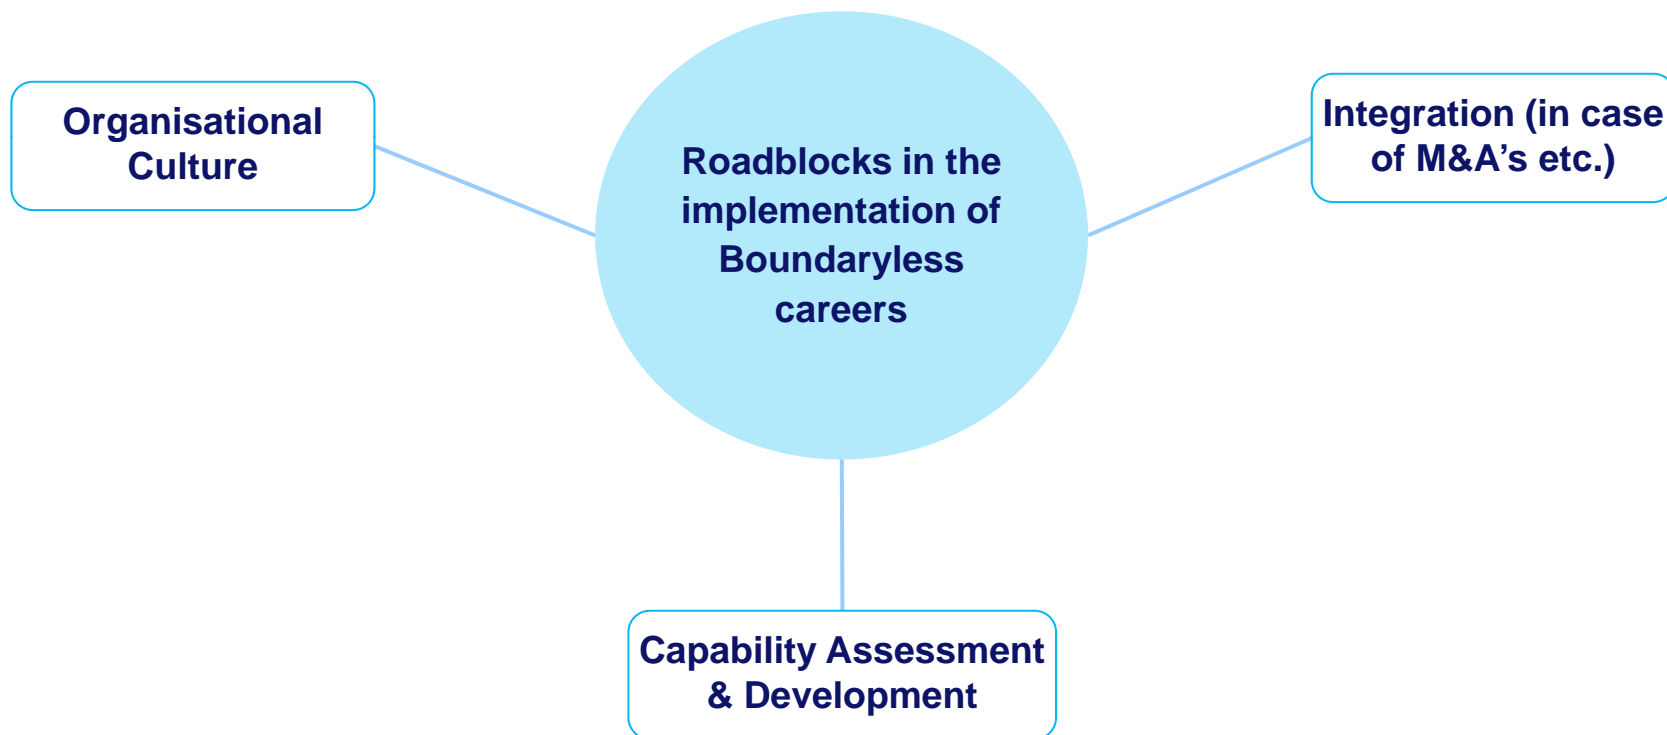 Organisational
Culture
Roadblocks in the
implementation of
Boundaryless
careers
Integration (in case
of M&A’s etc.)
Capability Assessment
& Development